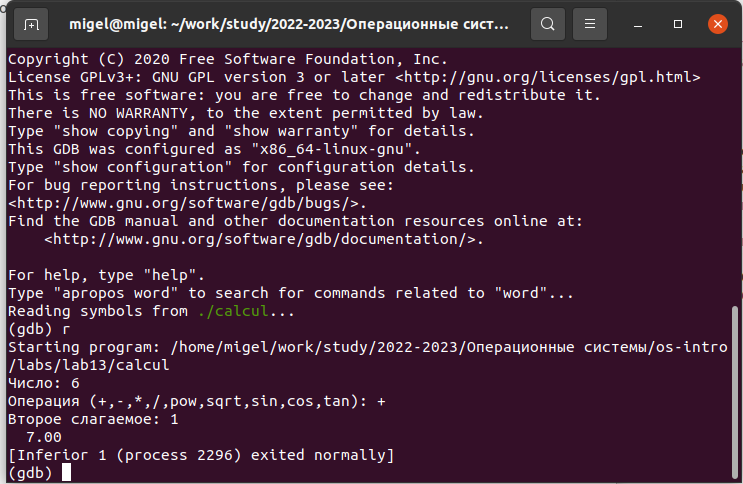 migel@migel: ~/work/study/2022-2023/Операционные сист...
Copyright (C) 2020 Free Software Foundation, Inc.
License GPLv3+: GNU GPL version 3 or later <http://gnu.org/licenses/gpl.html>
This is free software: you are free to change and redistribute it.
There is NO WARRANTY, to the extent permitted by law.
Type "show copying" and "show warranty" for details.
This GDB was configured as "x86_64-linux-gnu".
Type "show configuration" for configuration details.
For bug reporting instructions, please see:
<http://www.gnu.org/software/gdb/bugs/>.
Find the GDB manual and other documentation resources online at:
    <http://www.gnu.org/software/gdb/documentation/>.

For help, type "help".
Type "apropos word" to search for commands related to "word"...
Reading symbols from ./calcul...
(gdb) r
Starting program: /home/migel/work/study/2022-2023/Операционные системы/os-intro
/labs/lab13/calcul
Число: 6
Операция (+,-,*,/,pow,sqrt,sin,cos,tan): +
Второе слагаемое: 1
  7.00
[Inferior 1 (process 2296) exited normally]
(gdb)